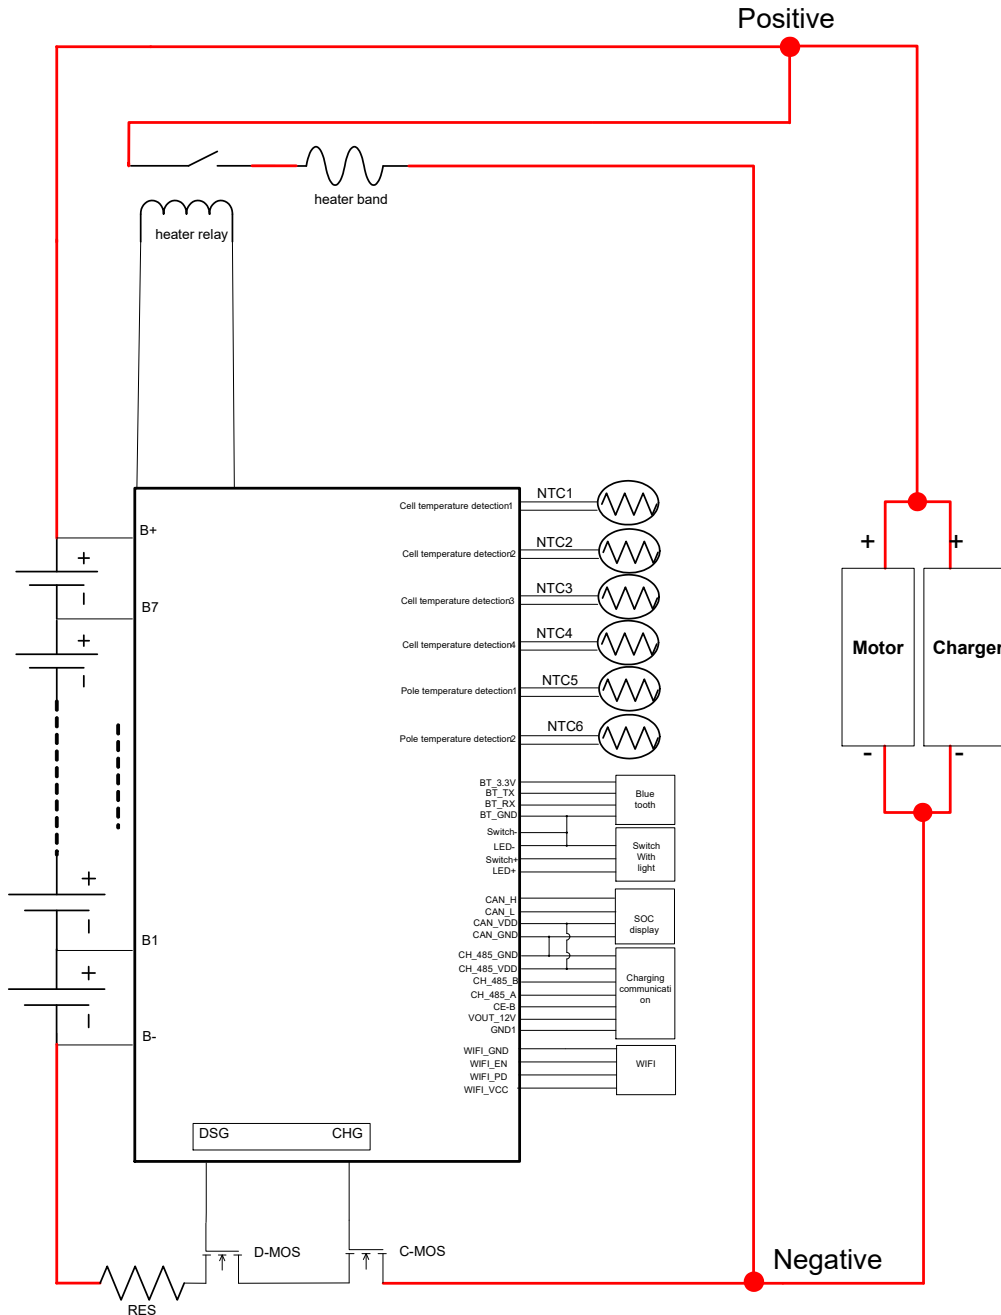 Positive
heater band
heater relay
B+
B7
B1
B-
Cell temperature detection1
NTC1
Cell temperature detection2
NTC2
Cell temperature detection3
NTC3
Cell temperature detection4
NTC4
Pole temperature detection1
NTC5
Pole temperature detection2
NTC6
+
+
Motor
Charger
-
-
+
+
+
+
BT_3.3V
BT_TX
BT_RX
BT_GND
Blue
tooth
Switch-
LED-
Switch+
LED+
Switch
With
light
CAN_H
CAN_L
CAN_VDD
CAN_GND
SOC
display
CH_485_GND
CH_485_VDD
CH_485_B
CH_485_A
CE-B
VOUT_12V
GND1
Charging
communicati
on
WIFI_GND
WIFI_EN
WIFI_PD
WIFI_VCC
WIFI
DSG
CHG
D-MOS
C-MOS
RES
Negative